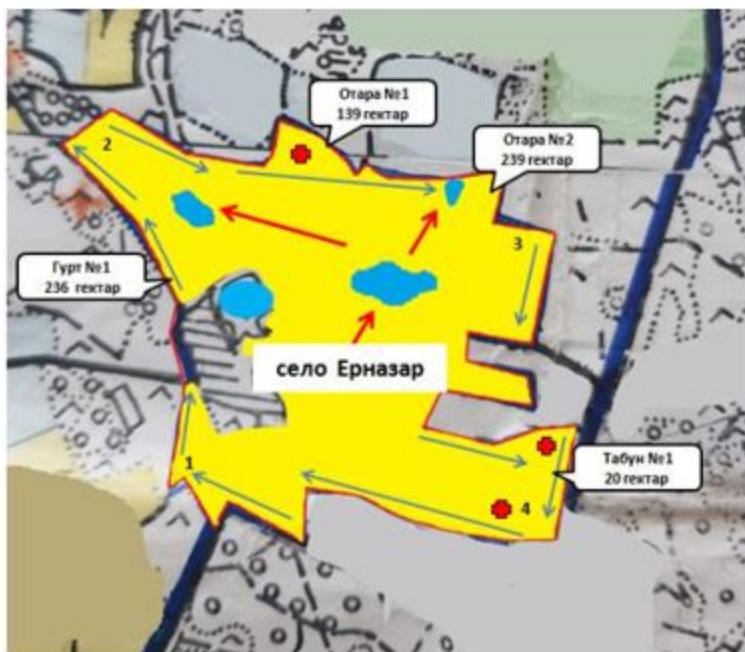 Отара №1
139 гектар
Отара №2
239 гектар
2
3
Гурт №1
236 гектар
село Ерназар
Табун №1
20 гектар
1
4